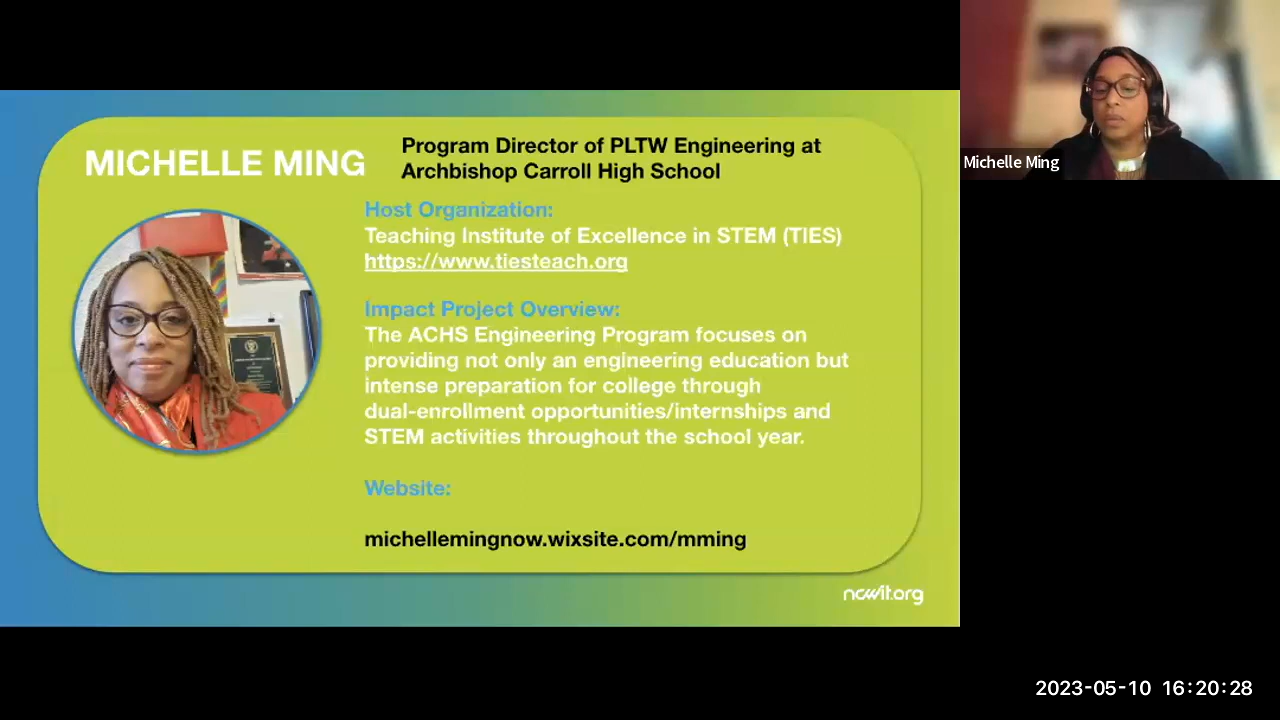 MICHELLE MING
Program Director of PLTW Engineering at
Archbishop Carroll High School
Host Organization:
Teaching Institute of Excellence in STEM (TIES)
https://www.tiesteach.org
Impact Project Overview:
The ACHS Engineering Program focuses on
providing not only an engineering education but
intense preparation for college through
dual-enrollment opportunities/internships and
STEM activities throughout the school year.
Website:
michellemingnow.wixsite.com/mming
ncwit.org
Michelle Ming
2023-05-10 16:20:28